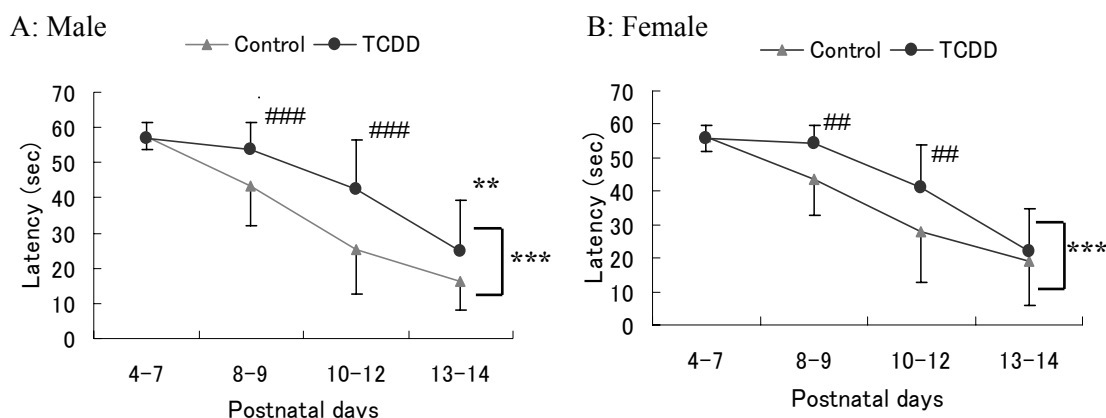 A: Male
Control TCDD
70
60
50
40
30
20
10
0
Latency (sec)
###
###
**
***
4-7 8-9 10-12 13-14
Postnatal days
B: Female
Control TCDD
70
60
50
40
30
20
10
0
Latency (sec)
##
##
***
4-7 8-9 10-12 13-14
Postnatal days